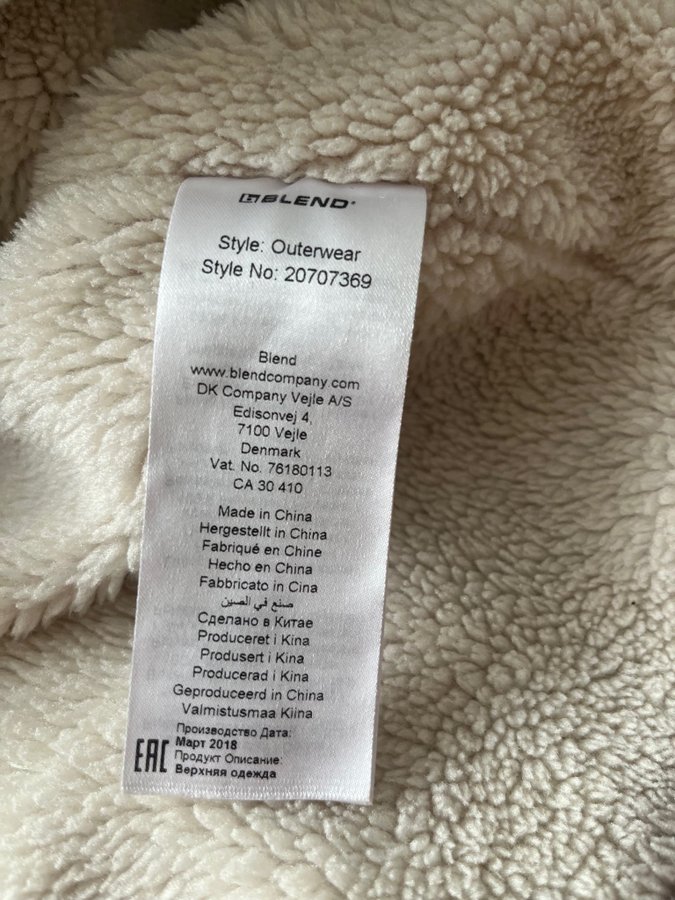 BLEND
Style: Outerwear
Style No: 20707369
Blend
www.blendcompany.com
DK Company Vejle A/S
Edisonvej 4,
7100 Vejle
Denmark
Vat. No. 76180113
CA 30 410
Made in China
Hergestellt in China
Fabriqué en Chine
Hecho en China
Fabbricato in Cina
صنع في الصين
Сделано в Китае
Produceret i Kina
Produsert i Kina
Producerad i Kina
Geproduceerd in China
Valmistusmaa Kiina
Производство Дата:
Март 2018
EAC Продукт Описание:
Верхняя одежда